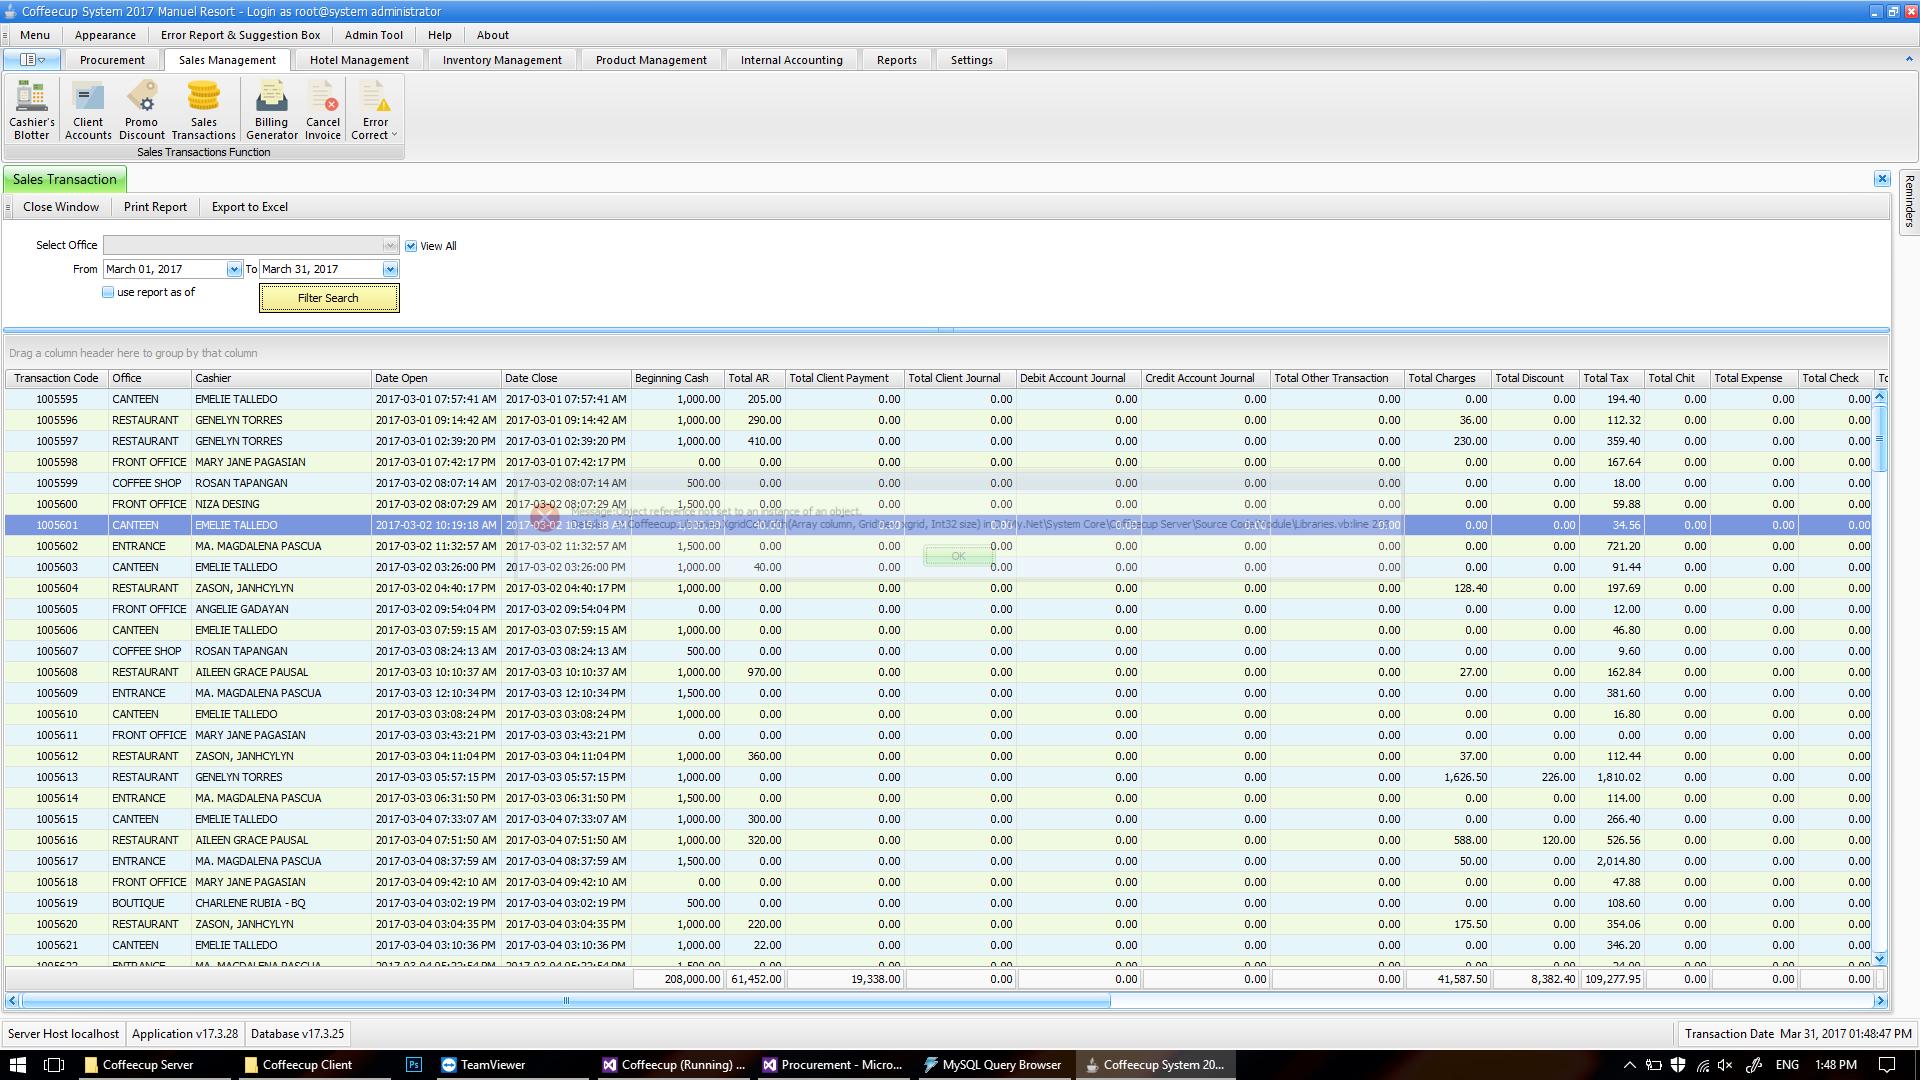 Coffeecup System 2017 Manuel Resort - Login as root@system administrator
Menu Appearance Error Report & Suggestion Box Admin Tool Help About
Procurement Sales Management Hotel Management Inventory Management Product Management Internal Accounting Reports Settings
Cashier's Blotter Client Accounts Promo Discount Sales Transactions Billing Generator Cancel Invoice Error Correct
Sales Transactions Function
Sales Transaction
Reminders
Close Window Print Report Export to Excel
Select Office View All
From March 01, 2017 To March 31, 2017
use report as of Filter Search
Drag a column header here to group by that column
Transaction Code Office Cashier Date Open Date Close Beginning Cash Total AR Total Client Payment Total Client Journal Debit Account Journal Credit Account Journal Total Other Transaction Total Charges Total Discount Total Tax Total Chit Total Expense Total Check To
1005595 CANTEEN EMELIE TALLEDO 2017-03-01 07:57:41 AM 2017-03-01 07:57:41 AM 1,000.00 205.00 0.00 0.00 0.00 0.00 0.00 0.00 0.00 194.40 0.00 0.00 0.00
1005596 RESTAURANT GENELYN TORRES 2017-03-01 09:14:42 AM 2017-03-01 09:14:42 AM 1,000.00 290.00 0.00 0.00 0.00 0.00 0.00 36.00 0.00 112.32 0.00 0.00 0.00
1005597 RESTAURANT GENELYN TORRES 2017-03-01 02:39:20 PM 2017-03-01 02:39:20 PM 1,000.00 410.00 0.00 0.00 0.00 0.00 0.00 230.00 0.00 359.40 0.00 0.00 0.00
1005598 FRONT OFFICE MARY JANE PAGASIAN 2017-03-01 07:42:17 PM 2017-03-01 07:42:17 PM 0.00 0.00 0.00 0.00 0.00 0.00 0.00 0.00 0.00 167.64 0.00 0.00 0.00
1005599 COFFEE SHOP ROSAN TAPANGAN 2017-03-02 08:07:14 AM 2017-03-02 08:07:14 AM 500.00 0.00 0.00 0.00 0.00 0.00 0.00 0.00 0.00 18.00 0.00 0.00 0.00
1005600 FRONT OFFICE NIZA DESING 2017-03-02 08:07:29 AM 2017-03-02 08:07:29 AM 1,500.00 0.00 0.00 0.00 0.00 0.00 0.00 0.00 0.00 59.88 0.00 0.00 0.00
Message:Object reference not set to an instance of an object.
1005601 CANTEEN EMELIE TALLEDO 2017-03-02 10:19:18 AM 2017-03-02 10:19:18 AM 0.00 0.00 0.00 0.00 0.00 0.00 0.00 34.56 0.00 0.00 0.00
1005602 ENTRANCE MA. MAGDALENA PASCUA 2017-03-02 11:32:57 AM 2017-03-02 11:32:57 AM 1,500.00 0.00 0.00 0.00 0.00 0.00 0.00 0.00 0.00 721.20 0.00 0.00 0.00
OK
1005603 CANTEEN EMELIE TALLEDO 2017-03-02 03:26:00 PM 2017-03-02 03:26:00 PM 1,000.00 40.00 0.00 0.00 0.00 0.00 0.00 0.00 0.00 91.44 0.00 0.00 0.00
1005604 RESTAURANT ZASON, JANHCYLYN 2017-03-02 04:40:17 PM 2017-03-02 04:40:17 PM 1,000.00 0.00 0.00 0.00 0.00 0.00 0.00 128.40 0.00 197.69 0.00 0.00 0.00
1005605 FRONT OFFICE ANGELIE GADAYAN 2017-03-02 09:54:04 PM 2017-03-02 09:54:04 PM 0.00 0.00 0.00 0.00 0.00 0.00 0.00 0.00 0.00 12.00 0.00 0.00 0.00
1005606 CANTEEN EMELIE TALLEDO 2017-03-03 07:59:15 AM 2017-03-03 07:59:15 AM 1,000.00 0.00 0.00 0.00 0.00 0.00 0.00 0.00 0.00 46.80 0.00 0.00 0.00
1005607 COFFEE SHOP ROSAN TAPANGAN 2017-03-03 08:24:13 AM 2017-03-03 08:24:13 AM 500.00 0.00 0.00 0.00 0.00 0.00 0.00 0.00 0.00 9.60 0.00 0.00 0.00
1005608 RESTAURANT AILEEN GRACE PAUSAL 2017-03-03 10:10:37 AM 2017-03-03 10:10:37 AM 1,000.00 970.00 0.00 0.00 0.00 0.00 0.00 27.00 0.00 162.84 0.00 0.00 0.00
1005609 ENTRANCE MA. MAGDALENA PASCUA 2017-03-03 12:10:34 PM 2017-03-03 12:10:34 PM 1,500.00 0.00 0.00 0.00 0.00 0.00 0.00 0.00 0.00 381.60 0.00 0.00 0.00
1005610 CANTEEN EMELIE TALLEDO 2017-03-03 03:08:24 PM 2017-03-03 03:08:24 PM 1,000.00 0.00 0.00 0.00 0.00 0.00 0.00 0.00 0.00 16.80 0.00 0.00 0.00
1005611 FRONT OFFICE MARY JANE PAGASIAN 2017-03-03 03:43:21 PM 2017-03-03 03:43:21 PM 0.00 0.00 0.00 0.00 0.00 0.00 0.00 0.00 0.00 0.00 0.00 0.00 0.00
1005612 RESTAURANT ZASON, JANHCYLYN 2017-03-03 04:11:04 PM 2017-03-03 04:11:04 PM 1,000.00 360.00 0.00 0.00 0.00 0.00 0.00 37.00 0.00 112.44 0.00 0.00 0.00
1005613 RESTAURANT GENELYN TORRES 2017-03-03 05:57:15 PM 2017-03-03 05:57:15 PM 1,000.00 0.00 0.00 0.00 0.00 0.00 0.00 1,626.50 226.00 1,810.02 0.00 0.00 0.00
1005614 ENTRANCE MA. MAGDALENA PASCUA 2017-03-03 06:31:50 PM 2017-03-03 06:31:50 PM 1,500.00 0.00 0.00 0.00 0.00 0.00 0.00 0.00 0.00 114.00 0.00 0.00 0.00
1005615 CANTEEN EMELIE TALLEDO 2017-03-04 07:33:07 AM 2017-03-04 07:33:07 AM 1,000.00 300.00 0.00 0.00 0.00 0.00 0.00 0.00 0.00 266.40 0.00 0.00 0.00
1005616 RESTAURANT AILEEN GRACE PAUSAL 2017-03-04 07:51:50 AM 2017-03-04 07:51:50 AM 1,000.00 320.00 0.00 0.00 0.00 0.00 0.00 588.00 120.00 526.56 0.00 0.00 0.00
1005617 ENTRANCE MA. MAGDALENA PASCUA 2017-03-04 08:37:59 AM 2017-03-04 08:37:59 AM 1,500.00 0.00 0.00 0.00 0.00 0.00 0.00 50.00 0.00 2,014.80 0.00 0.00 0.00
1005618 FRONT OFFICE MARY JANE PAGASIAN 2017-03-04 09:42:10 AM 2017-03-04 09:42:10 AM 0.00 0.00 0.00 0.00 0.00 0.00 0.00 0.00 0.00 47.88 0.00 0.00 0.00
1005619 BOUTIQUE CHARLENE RUBIA - BQ 2017-03-04 03:02:19 PM 2017-03-04 03:02:19 PM 500.00 0.00 0.00 0.00 0.00 0.00 0.00 0.00 0.00 108.60 0.00 0.00 0.00
1005620 RESTAURANT ZASON, JANHCYLYN 2017-03-04 03:04:35 PM 2017-03-04 03:04:35 PM 1,000.00 220.00 0.00 0.00 0.00 0.00 0.00 175.50 0.00 354.06 0.00 0.00 0.00
1005621 CANTEEN EMELIE TALLEDO 2017-03-04 03:10:36 PM 2017-03-04 03:10:36 PM 1,000.00 22.00 0.00 0.00 0.00 0.00 0.00 0.00 0.00 346.20 0.00 0.00 0.00
208,000.00 61,452.00 19,338.00 0.00 0.00 0.00 0.00 41,587.50 8,382.40 109,277.95 0.00 0.00 0.00
Server Host localhost Application v17.3.28 Database v17.3.25 Transaction Date Mar 31, 2017 01:48:47 PM
Coffeecup Server Coffeecup Client Ps TeamViewer Coffeecup (Running) ... Procurement - Micro... MySQL Query Browser Coffeecup System 20... ENG 1:48 PM